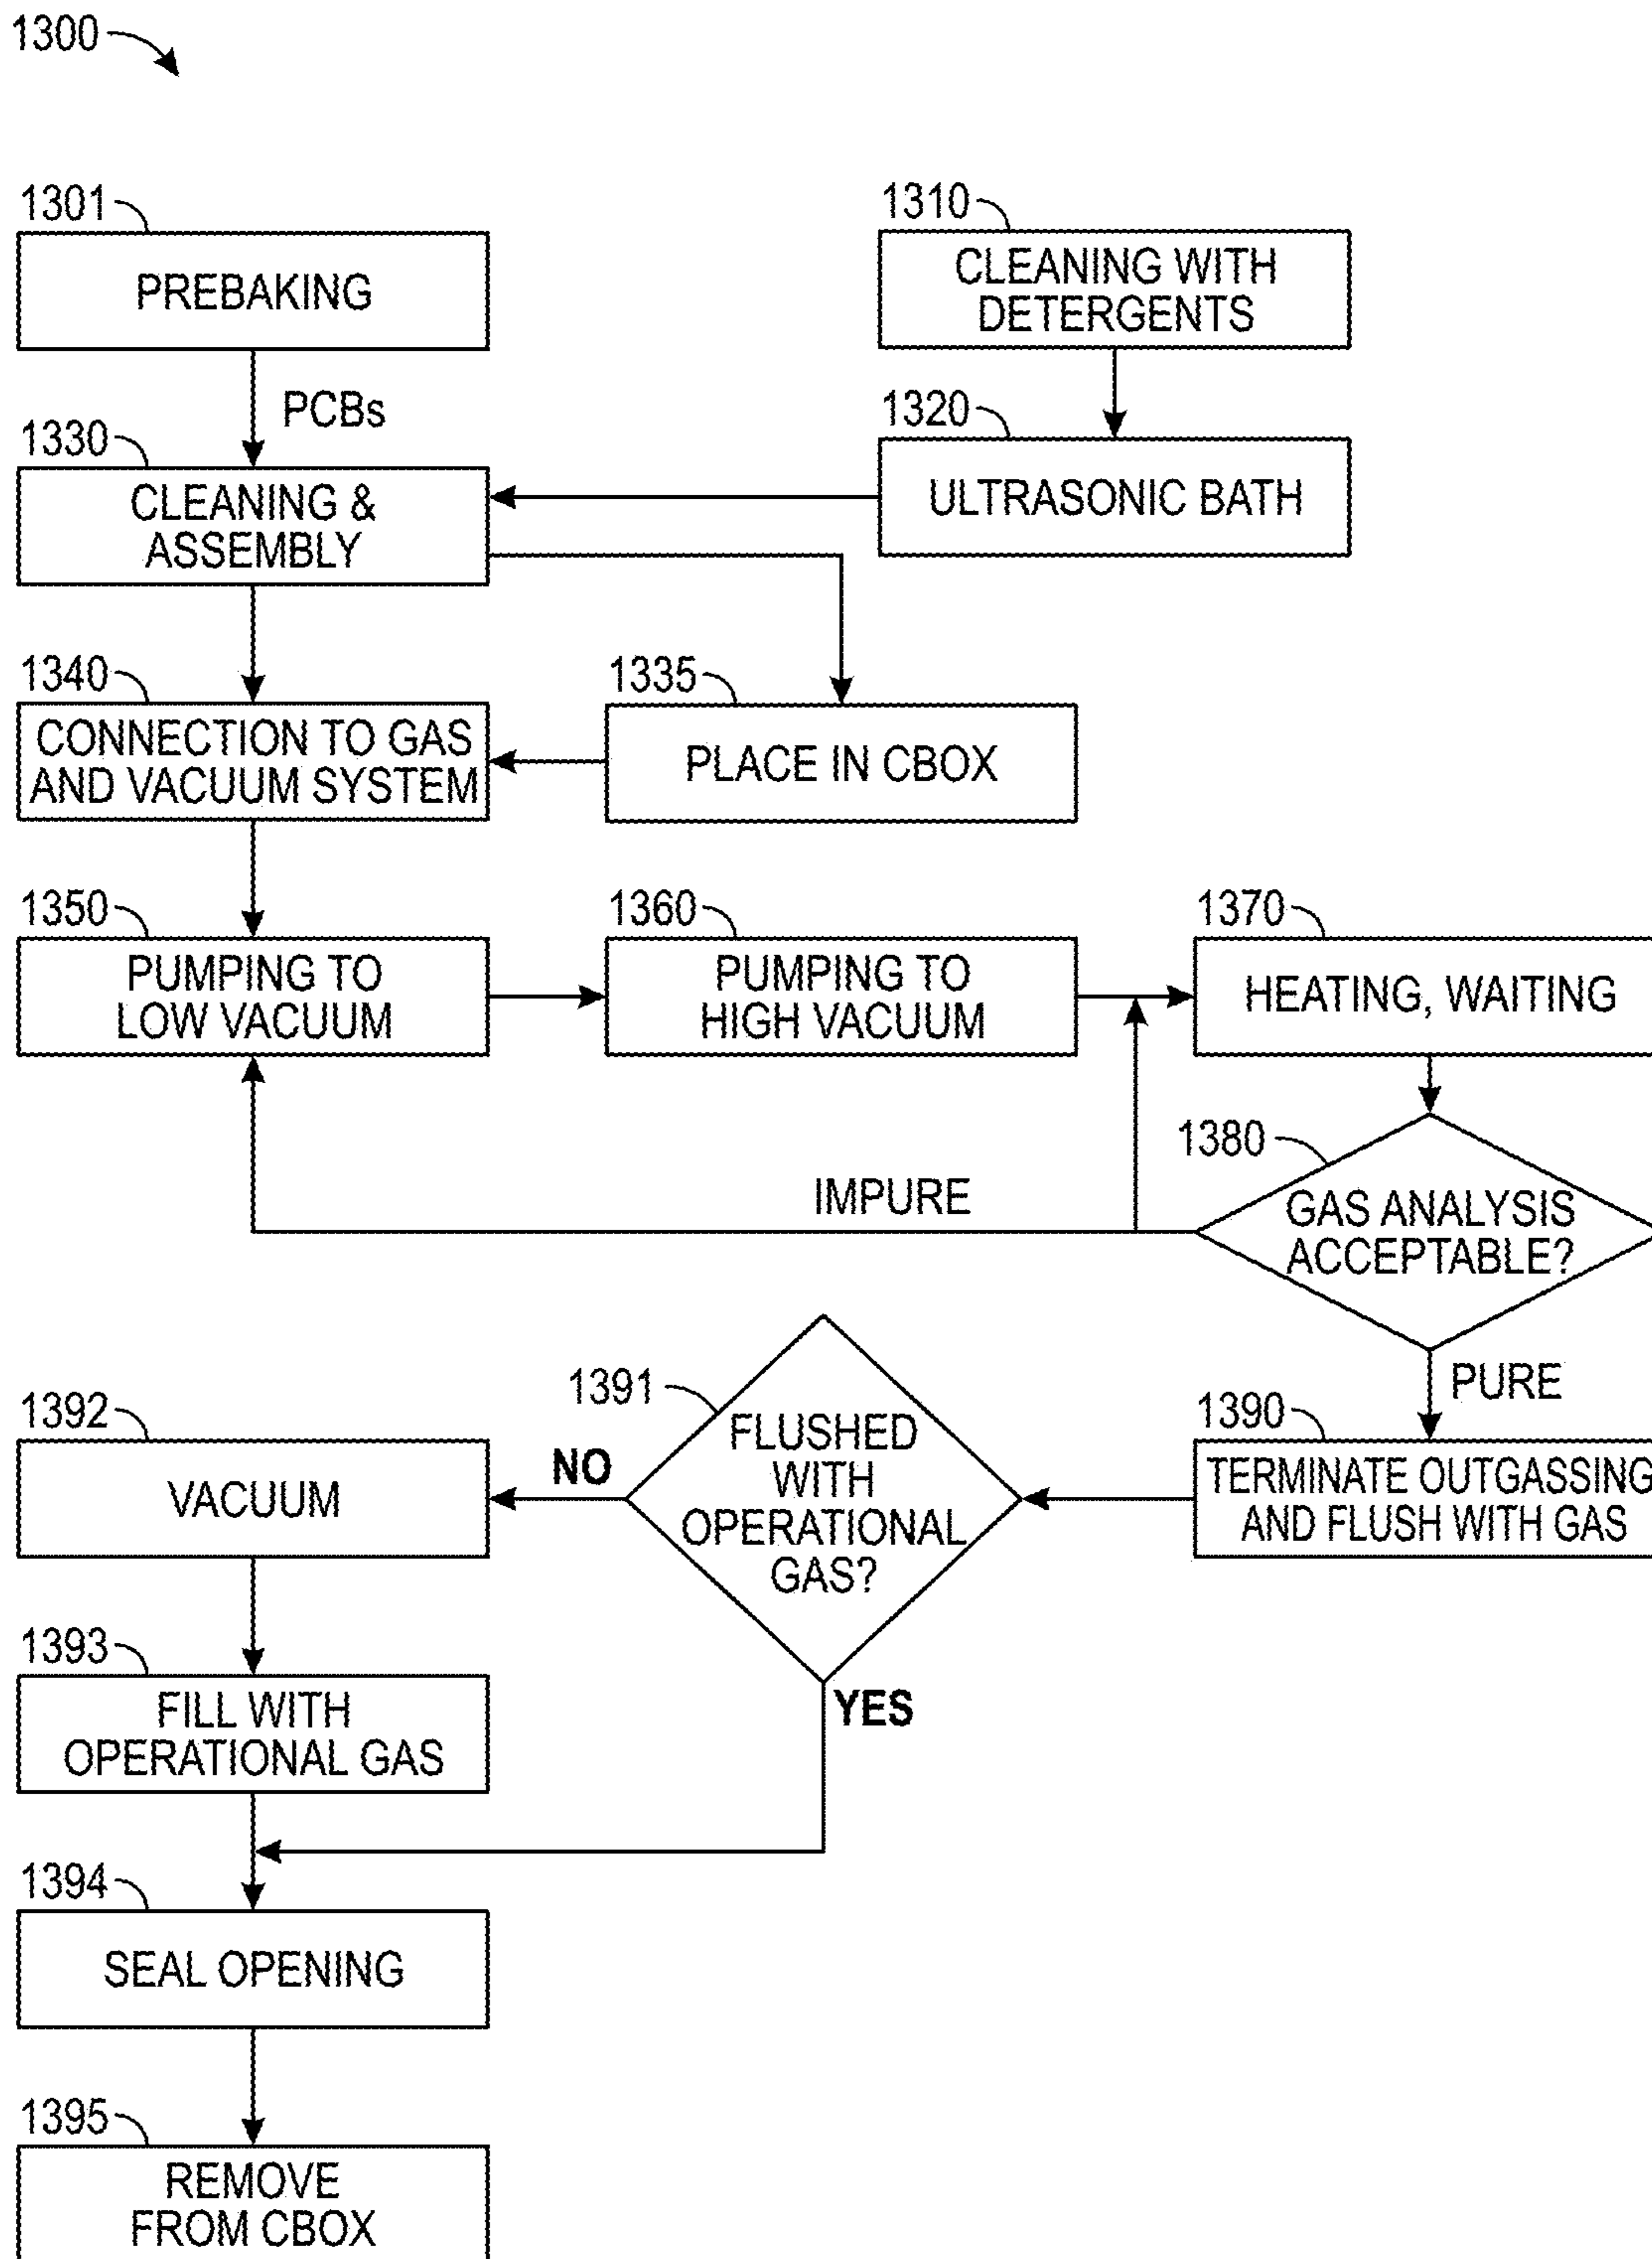 1300
1301
PREBAKING
1310
CLEANING WITH
DETERGENTS
PCBs
1320
ULTRASONIC BATH
1330
CLEANING &
ASSEMBLY
1340
CONNECTION TO GAS
AND VACUUM SYSTEM
1335
PLACE IN CBOX
1350
PUMPING TO
LOW VACUUM
1360
PUMPING TO
HIGH VACUUM
1370
HEATING, WAITING
1380
GAS ANALYSIS
ACCEPTABLE?
IMPURE
PURE
1390
TERMINATE OUTGASSING
AND FLUSH WITH GAS
1391
FLUSHED
WITH
OPERATIONAL
GAS?
NO
YES
1392
VACUUM
1393
FILL WITH
OPERATIONAL GAS
1394
SEAL OPENING
1395
REMOVE
FROM CBOX